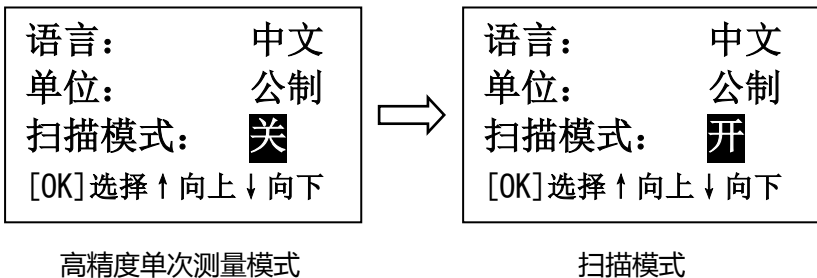 语言： 中文
单位： 公制
扫描模式： 关
[OK]选择↑向上↓向下
高精度单次测量模式
语言： 中文
单位： 公制
扫描模式： 开
[OK]选择↑向上↓向下
扫描模式